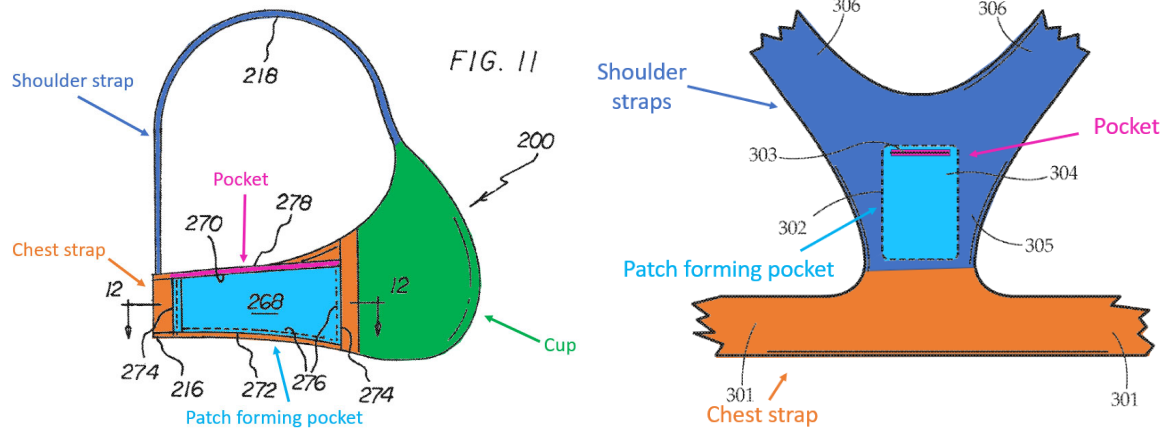 218
FIG. 11
Shoulder strap
200
Pocket
270
278
Chest strap
12
12
268
274
216
272
276
274
Patch forming pocket
Cup
306
306
Shoulder
straps
Pocket
303
304
302
305
Patch forming pocket
301
301
Chest strap